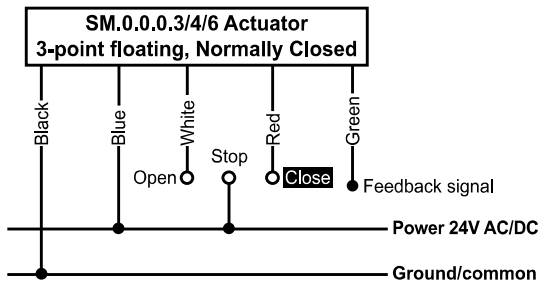 SM.0.0.0.3/4/6 Actuator
3-point floating, Normally Closed
Black
Blue
White
Red
Green
Stop
Open
Close
Feedback signal
Power 24V AC/DC
Ground/common